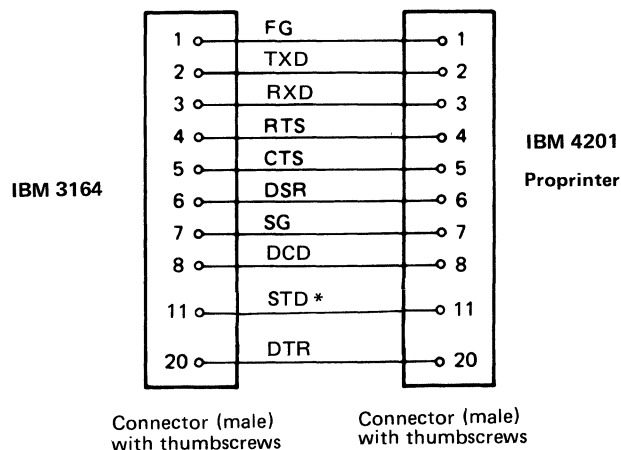 FG
1 1
TXD
2 2
RXD
3 3
RTS
4 4
CTS
5 5
DSR
6 6
SG
7 7
DCD
8 8
STD *
11 11
DTR
20 20
IBM 3164
IBM 4201
Proprinter
Connector (male)
with thumbscrews
Connector (male)
with thumbscrews